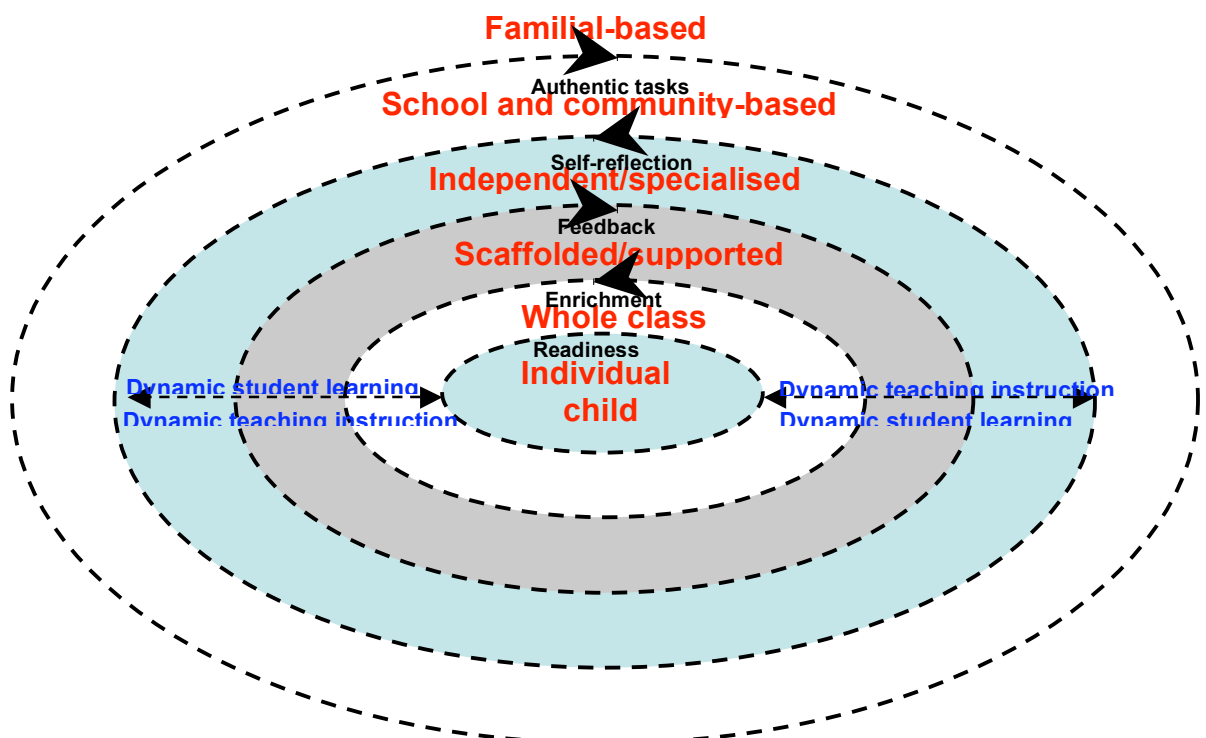 Familial-based
Authentic tasks
School and community-based
Self-reflection
Independent/specialised
Feedback
Scaffolded/supported
Enrichment
Whole class
Readiness
Individual
child
Dynamic student learning
Dynamic teaching instruction
Dynamic teaching instruction
Dynamic student learning